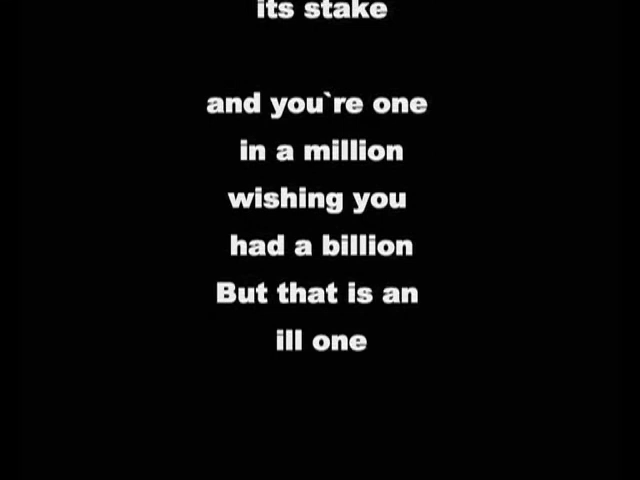 its stake
and you`re one
in a million
wishing you
had a billion
But that is an
ill one